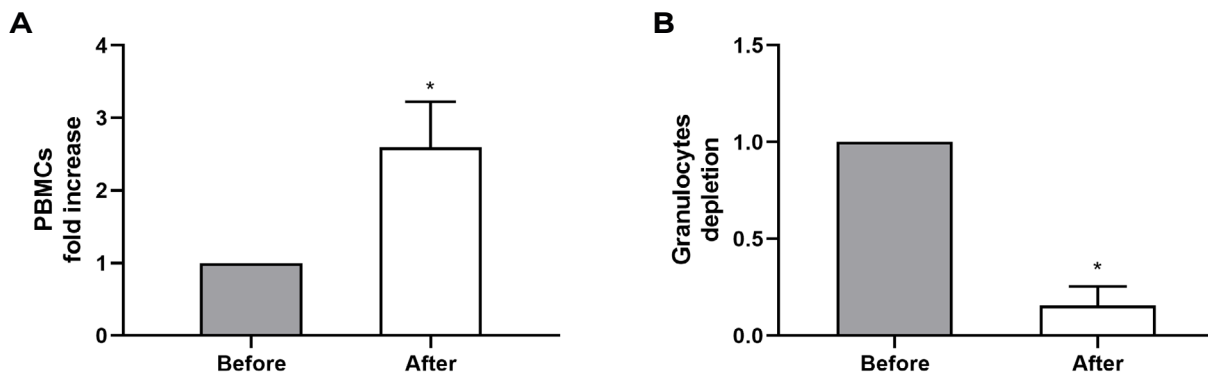 A
PBMCs
fold increase
4
3
2
1
0
*
Before
After
B
Granulocytes
depletion
1.5
1.0
0.5
0.0
*
Before
After